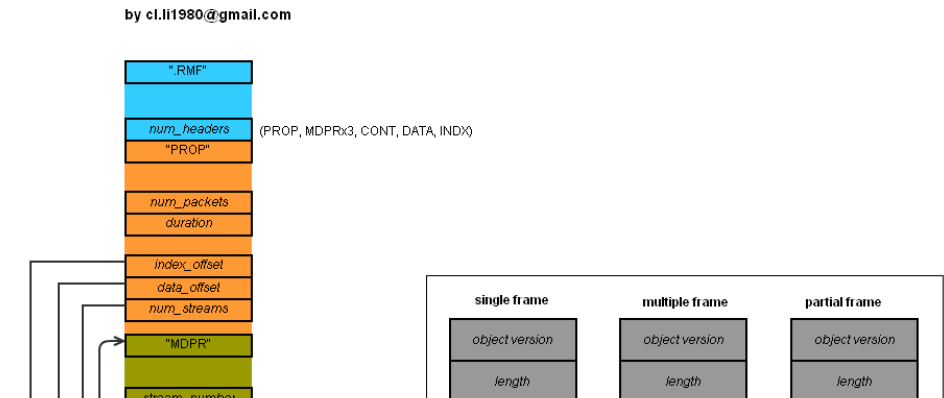 by cl.li1980@gmail.com
".RMF"
num_headers (PROP, MDPRx3, CONT, DATA, INDX)
"PROP"
num_packets
duration
index_offset
data_offset
num_streams
"MDPR"
stream_number
single frame multiple frame partial frame
object version object version object version
length length length